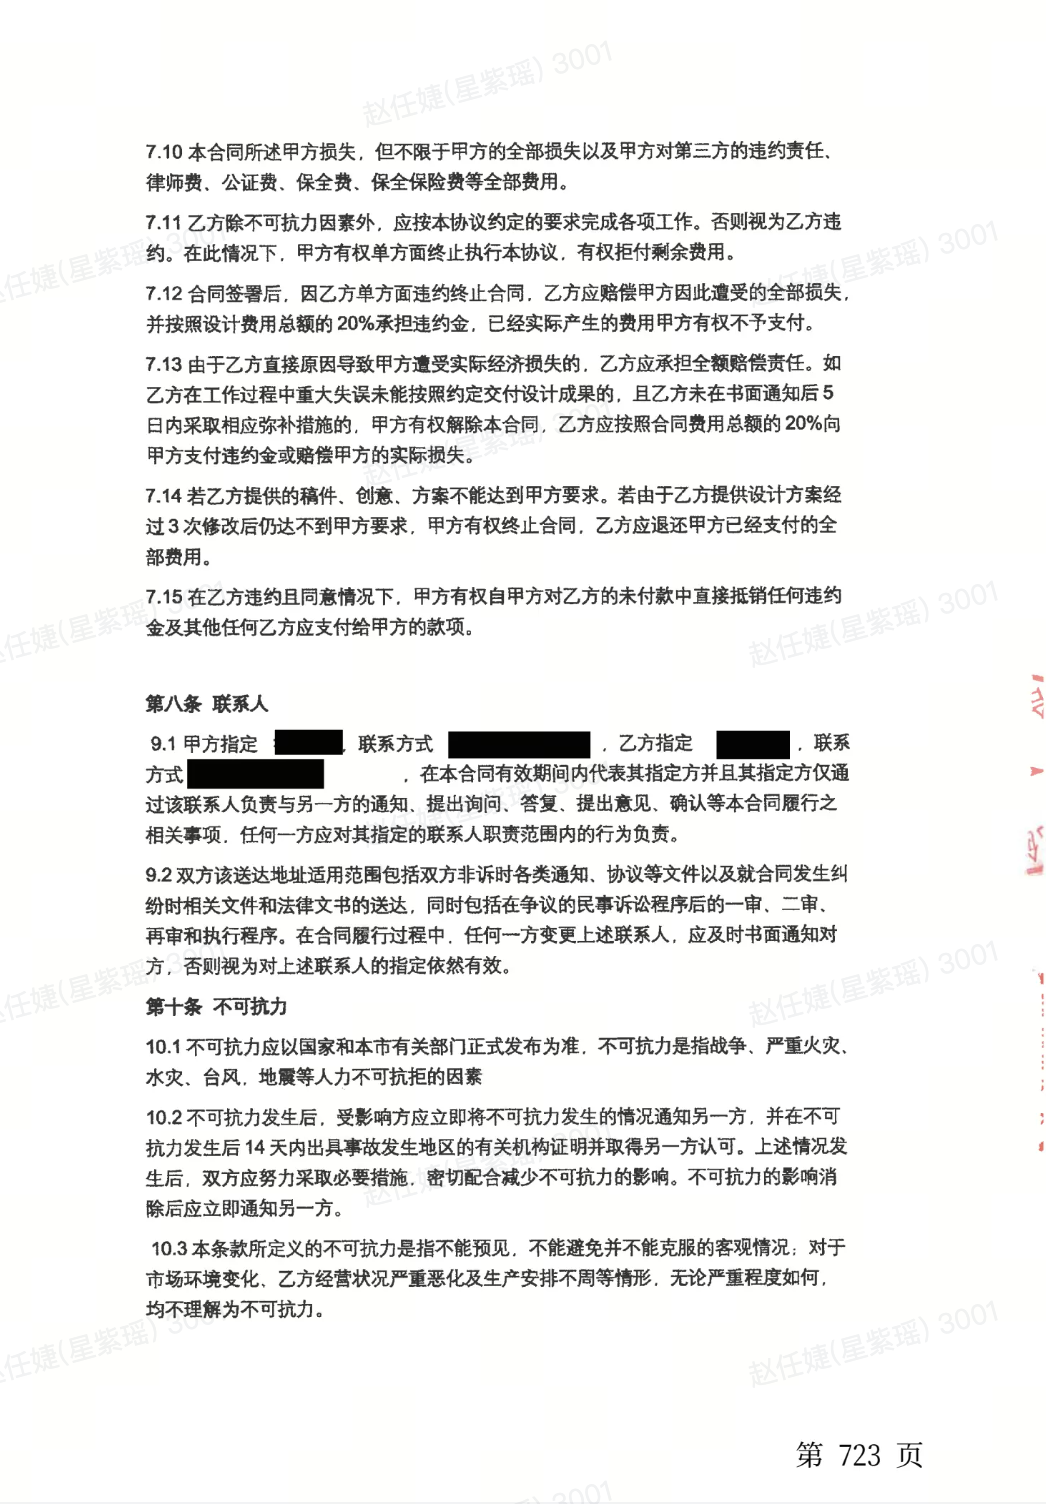 赵任婕(星紫瑶) 3001
7.10 本合同所述甲方损失，但不限于甲方的全部损失以及甲方对第三方的违约责任、
律师费、公证费、保全费、保全保险费等全部费用。
7.11 乙方除不可抗力因素外，应按本协议约定的要求完成各项工作。否则视为乙方违
约。在此情况下，甲方有权单方面终止执行本协议，有权拒付剩余费用。
7.12 合同签署后，因乙方单方面违约终止合同，乙方应赔偿甲方因此遭受的全部损失，
并按照设计费用总额的 20%承担违约金，已经实际产生的费用甲方有权不予支付。
7.13 由于乙方直接原因导致甲方遭受实际经济损失的，乙方应承担全额赔偿责任。如
乙方在工作过程中重大失误未能按照约定交付设计成果的，且乙方未在书面通知后 5
日内采取相应弥补措施的，甲方有权解除本合同，乙方应按照合同费用总额的 20%向
甲方支付违约金或赔偿甲方的实际损失。
7.14 若乙方提供的稿件、创意、方案不能达到甲方要求。若由于乙方提供设计方案经
过 3 次修改后仍达不到甲方要求，甲方有权终止合同，乙方应退还甲方已经支付的全
部费用。
7.15 在乙方违约且同意情况下，甲方有权自甲方对乙方的未付款中直接抵销任何违约
金及其他任何乙方应支付给甲方的款项。
第八条 联系人
9.1 甲方指定 ，联系方式 ，乙方指定 ，联系
方式 ，在本合同有效期间内代表其指定方并且其指定方仅通
过该联系人负责与另一方的通知、提出询问、答复、提出意见、确认等本合同履行之
相关事项，任何一方应对其指定的联系人职责范围内的行为负责。
9.2 双方该送达地址适用范围包括双方非诉时各类通知、协议等文件以及就合同发生纠
纷时相关文件和法律文书的送达，同时包括在争议的民事诉讼程序后的一审、二审、
再审和执行程序。在合同履行过程中，任何一方变更上述联系人，应及时书面通知对
方，否则视为对上述联系人的指定依然有效。
第十条 不可抗力
10.1 不可抗力应以国家和本市有关部门正式发布为准，不可抗力是指战争、严重火灾、
水灾、台风，地震等人力不可抗拒的因素
10.2 不可抗力发生后，受影响方应立即将不可抗力发生的情况通知另一方，并在不可
抗力发生后 14 天内出具事故发生地区的有关机构证明并取得另一方认可。上述情况发
生后，双方应努力采取必要措施，密切配合减少不可抗力的影响。不可抗力的影响消
除后应立即通知另一方。
10.3 本条款所定义的不可抗力是指不能预见，不能避免并不能克服的客观情况；对于
市场环境变化、乙方经营状况严重恶化及生产安排不周等情形，无论严重程度如何，
均不理解为不可抗力。
第 723 页